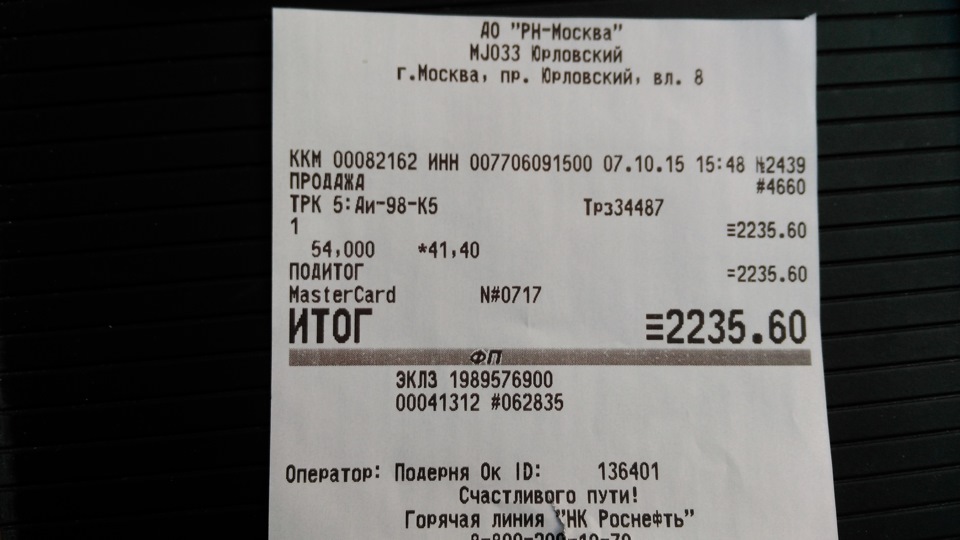 АО "РН-Москва"
MJ033 Юрловский
г.Москва, пр. Юрловский, вл. 8
ККМ 00082162 ИНН 007706091500 07.10.15 15:48 №2439
ПРОДАЖА #4660
ТРК 5:Аи-98-К5 Трз34487
1 ≡2235.60
54,000 *41,40
ПОДИТОГ =2235.60
MasterCard N#0717
ИТОГ ≡2235.60
ФП
ЭКЛЗ 1989576900
00041312 #062835
Оператор: Подерня Ок ID: 136401
Счастливого пути!
Горячая линия "НК Роснефть"